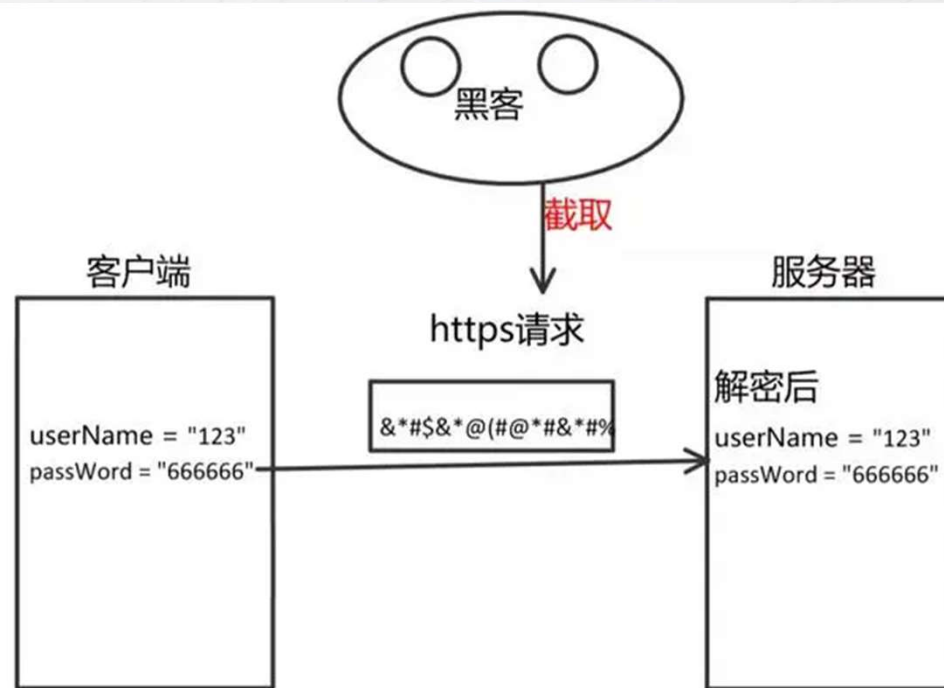 黑客
截取
客户端
服务器
https请求
解密后
&*#$&*@(#@*#&*#%
userName = "123"
passWord = "666666"
userName = "123"
passWord = "666666"